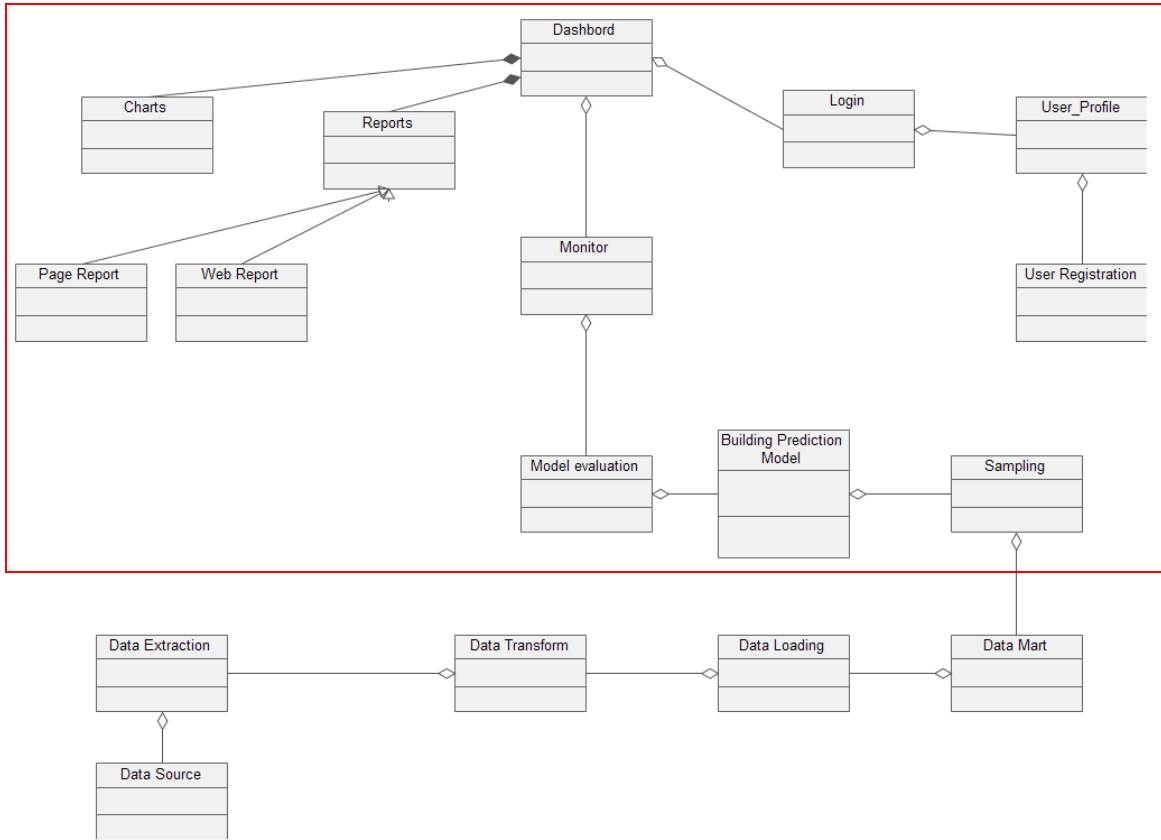 Dashbord
Charts
Reports
Login
User_Profile
Page Report
Web Report
Monitor
User Registration
Model evaluation
Building Prediction
Model
Sampling
Data Extraction
Data Transform
Data Loading
Data Mart
Data Source